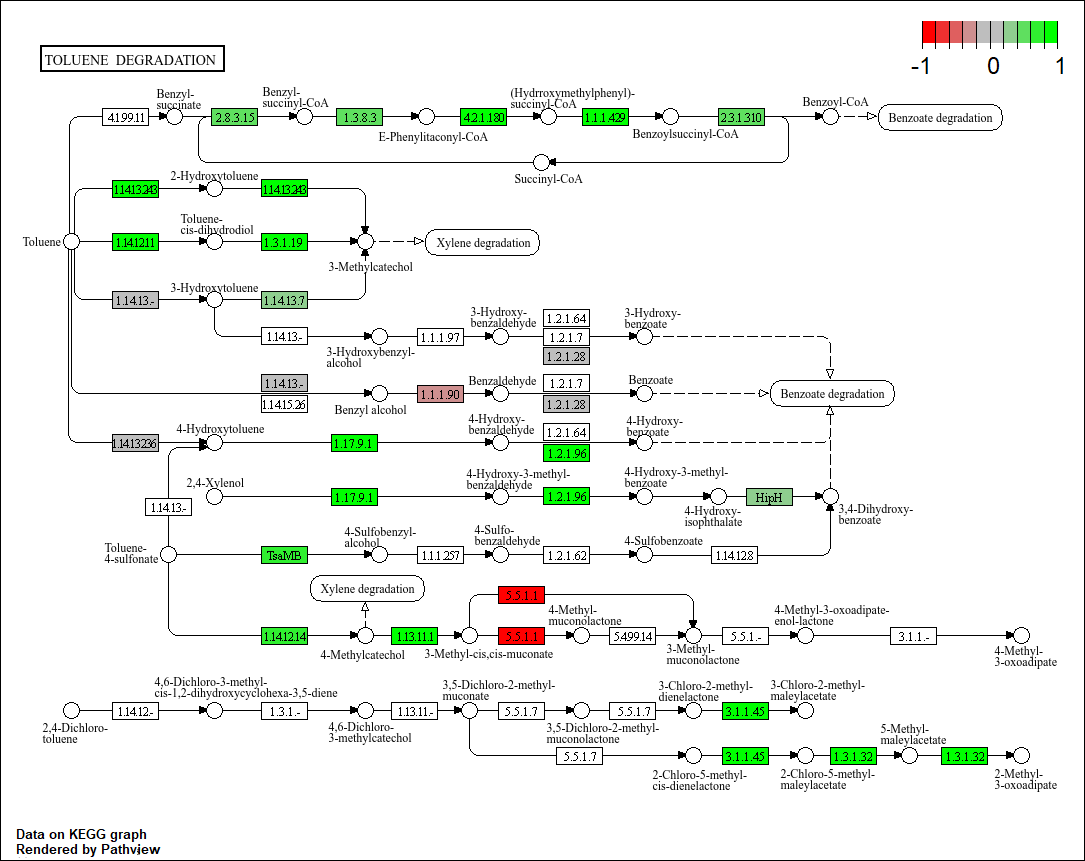 -1
0
1
TOLUENE DEGRADATION
Benzyl-
succinate
Benzyl-
succinyl-CoA
(Hydrroxymethylphenyl)-
succinyl-CoA
Benzoyl-CoA
4.1.99.11
2.8.3.15
1.3.8.3
4.2.1.180
1.1.1.429
2.3.1.310
Benzoate degradation
E-Phenylitaconyl-CoA
Benzoylsuccinyl-CoA
Succinyl-CoA
2-Hydroxytoluene
1.14.13.243
1.14.13.243
Toluene-
cis-dihydrodiol
Toluene
1.14.12.11
1.3.1.19
Xylene degradation
3-Methylcatechol
3-Hydroxytoluene
1.14.13.-
1.14.13.7
3-Hydroxy-
benzaldehyde
1.2.1.64
3-Hydroxy-
benzoate
1.14.13.-
1.1.1.97
1.2.1.7
3-Hydroxybenzyl-
alcohol
1.2.1.28
1.14.13.-
Benzaldehyde
1.2.1.7
Benzoate
1.1.1.90
Benzoate degradation
1.14.15.26
Benzyl alcohol
1.2.1.28
4-Hydroxytoluene
4-Hydroxy-
benzaldehyde
1.2.1.64
4-Hydroxy-
benzoate
1.14.13.236
1.17.9.1
1.2.1.96
2,4-Xylenol
4-Hydroxy-3-methyl-
benzaldehyde
4-Hydroxy-3-methyl-
benzoate
1.17.9.1
1.2.1.96
HipH
1.14.13.-
4-Hydroxy-
isophthalate
3,4-Dihydroxy-
benzoate
4-Sulfobenzyl-
alcohol
4-Sulfo-
benzaldehyde
4-Sulfobenzoate
Toluene-
4-sulfonate
TsaMB
1.1.1.257
1.2.1.62
1.14.12.8
Xylene degradation
5.5.1.1
4-Methyl-
muconolactone
4-Methyl-3-oxoadipate-
enol-lactone
1.14.12.14
1.13.11.1
5.5.1.1
5.4.99.14
5.5.1.-
3.1.1.-
4-Methylcatechol
3-Methyl-cis,cis-muconate
3-Methyl-
muconolactone
4-Methyl-
3-oxoadipate
4,6-Dichloro-3-methyl-
cis-1,2-dihydroxycyclohexa-3,5-diene
3,5-Dichloro-2-methyl-
muconate
3-Chloro-2-methyl-
dienelactone
3-Chloro-2-methyl-
maleylacetate
1.14.12.-
1.3.1.-
1.13.11.-
5.5.1.7
5.5.1.7
3.1.1.45
2,4-Dichloro-
toluene
4,6-Dichloro-
3-methylcatechol
3,5-Dichloro-2-methyl-
muconolactone
5-Methyl-
maleylacetate
5.5.1.7
3.1.1.45
1.3.1.32
1.3.1.32
2-Chloro-5-methyl-
cis-dienelactone
2-Chloro-5-methyl-
maleylacetate
2-Methyl-
3-oxoadipate
Data on KEGG graph
Rendered by Pathview